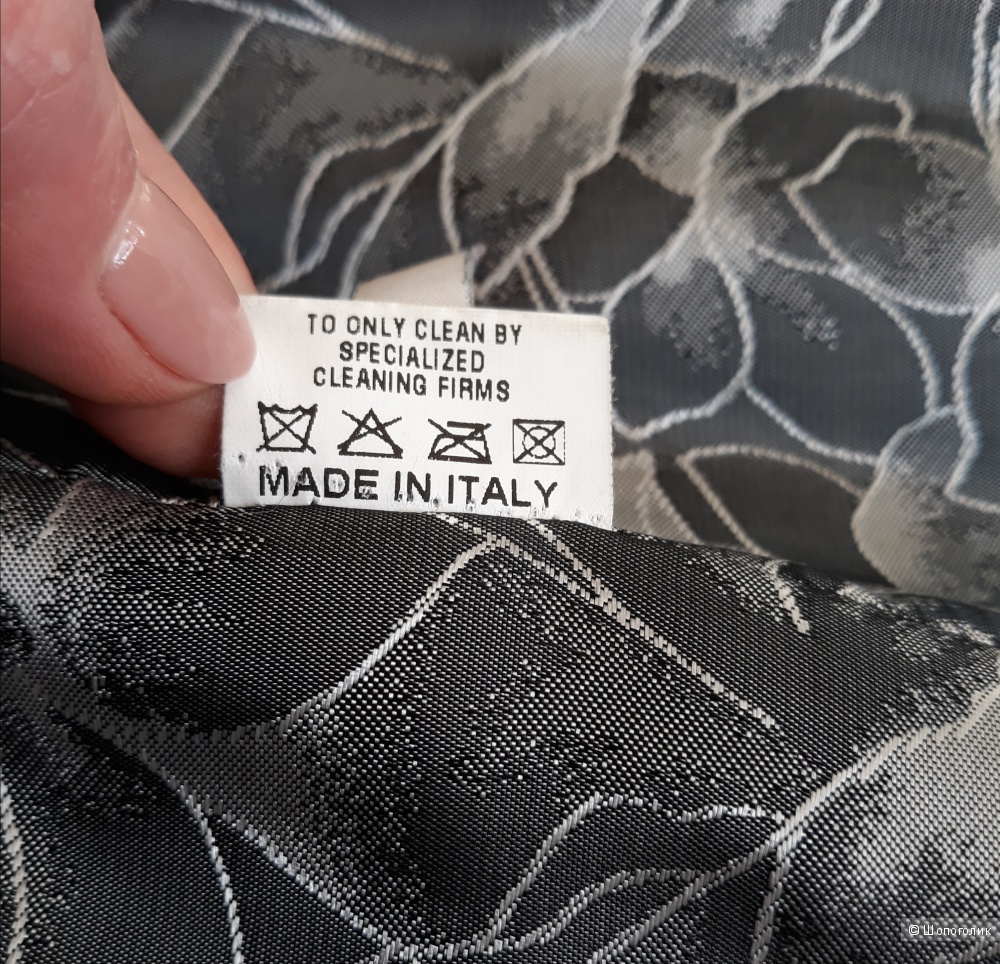 TO ONLY CLEAN BY
SPECIALIZED
CLEANING FIRMS
MADE IN ITALY
© Шопоголик